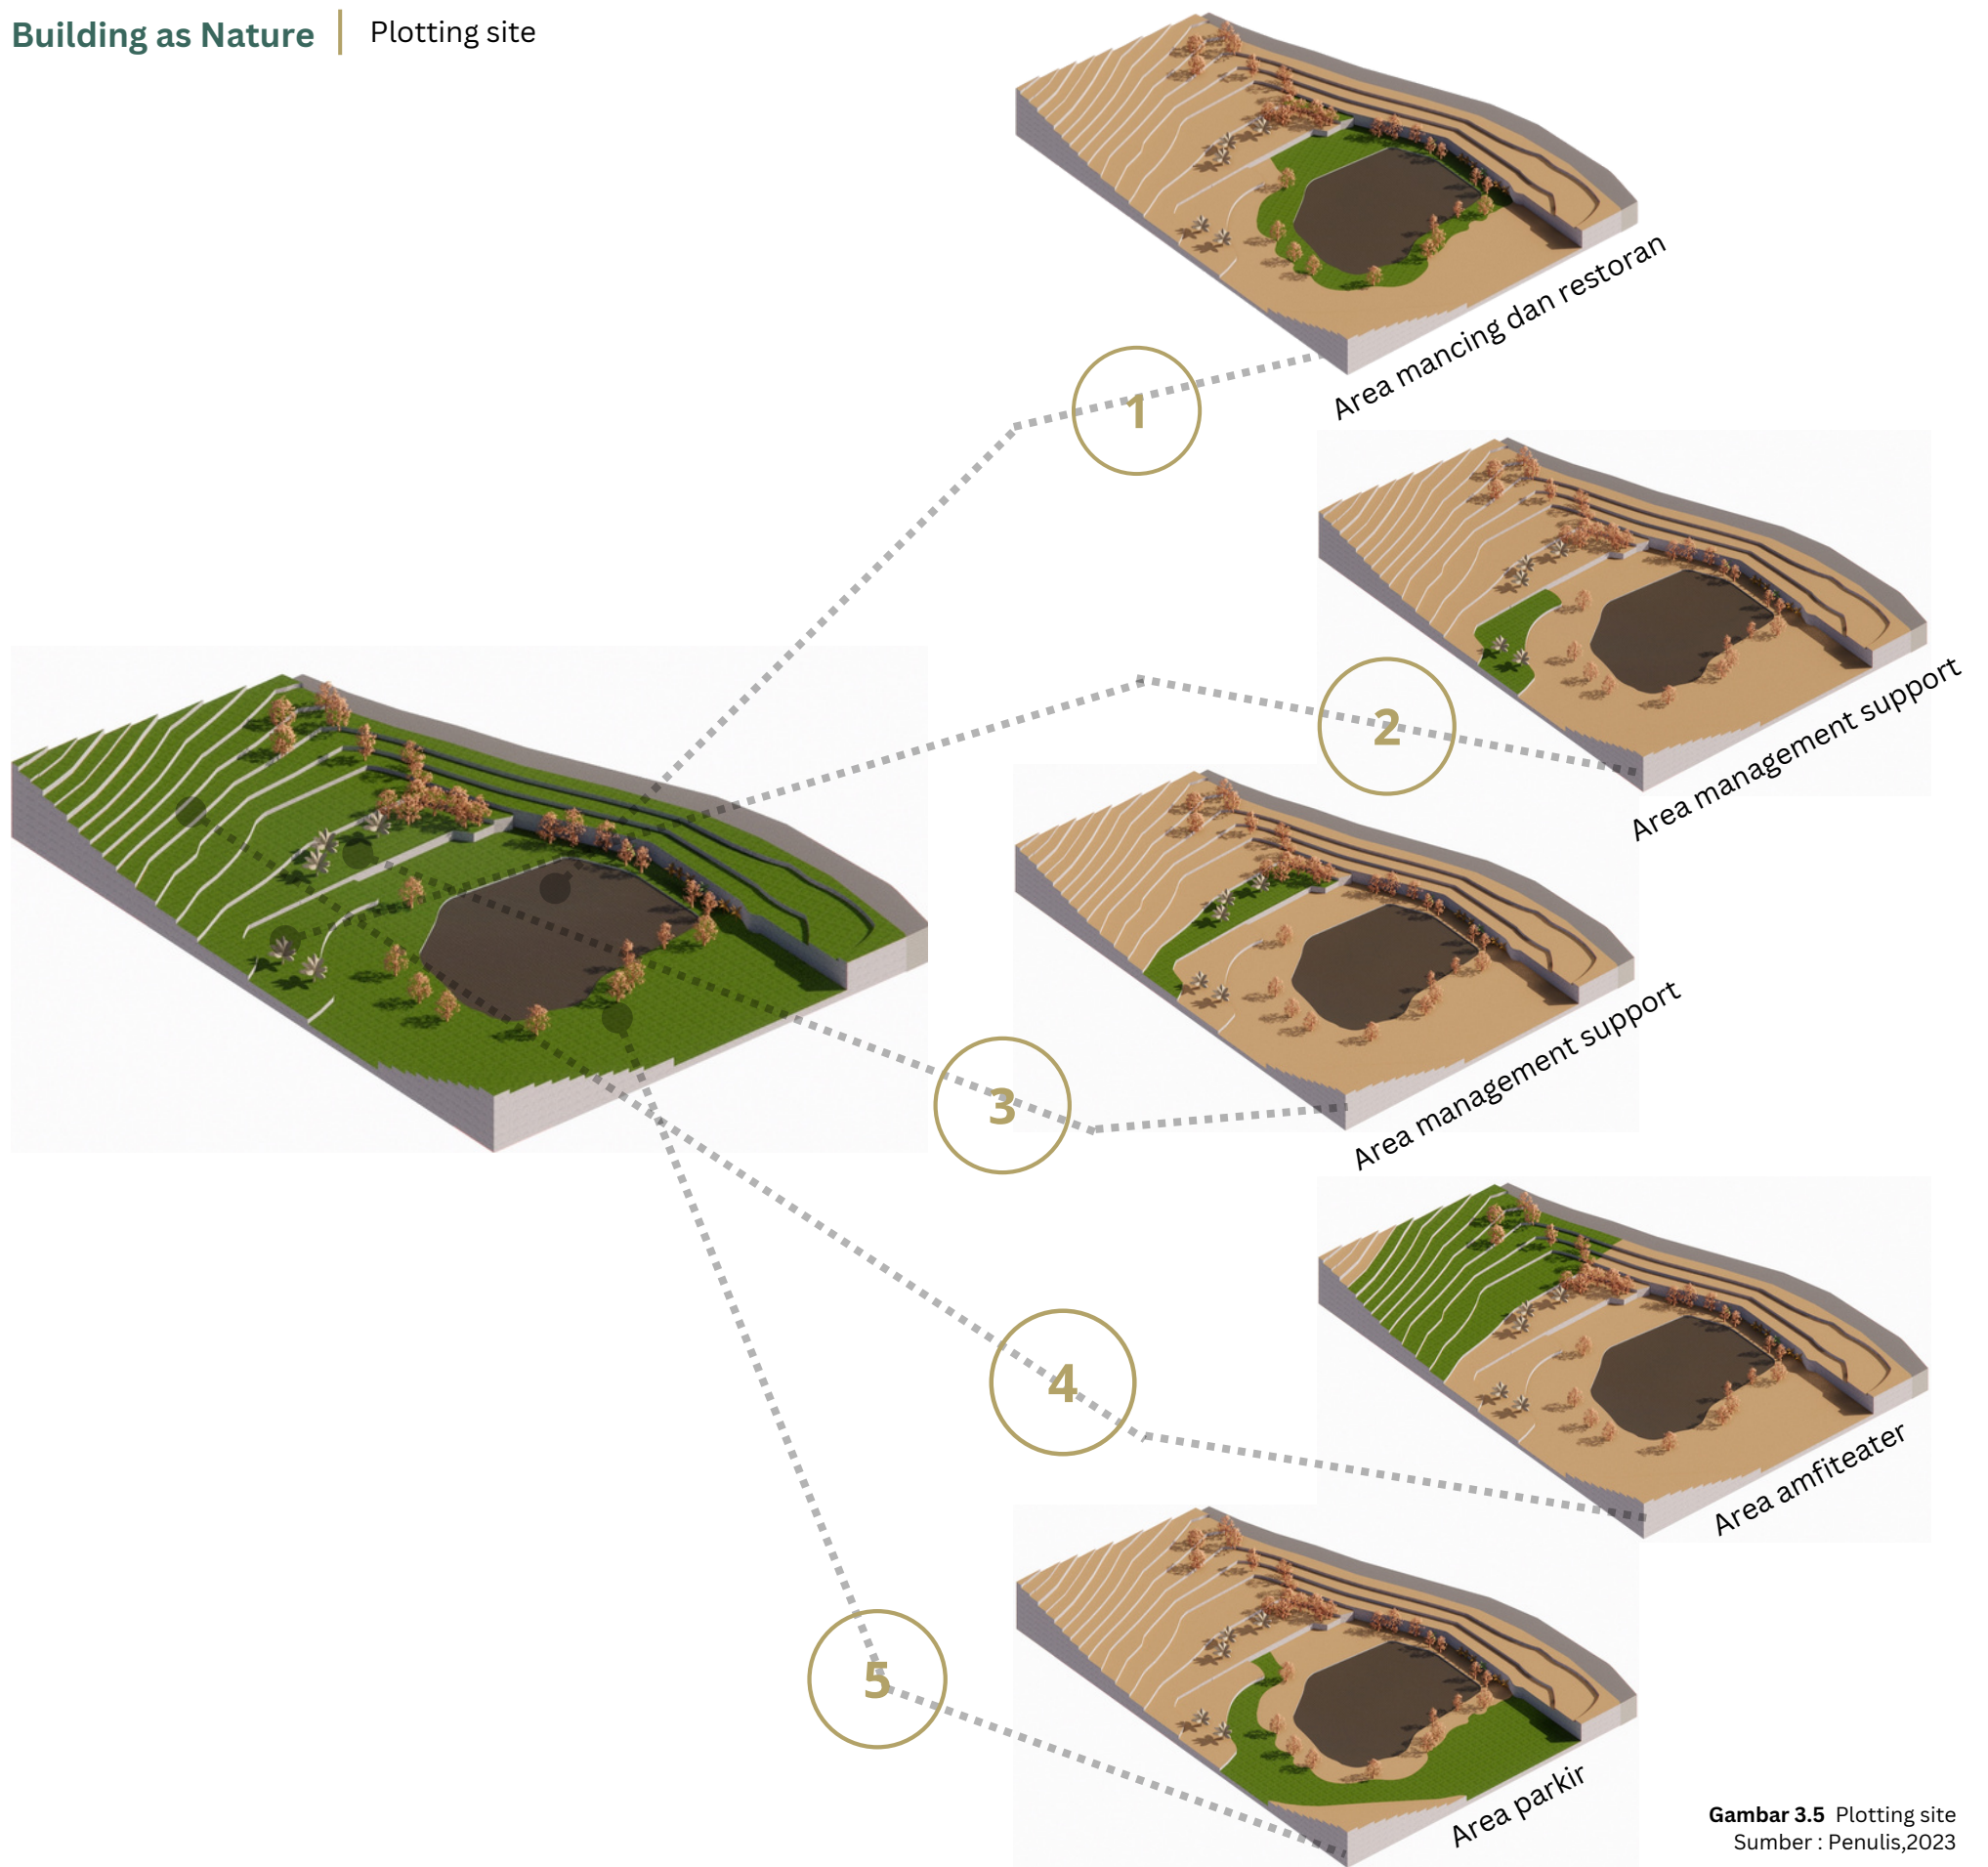 Building as Nature
Plotting site
Area mancing dan restoran
1
Area management support
2
Area management support
3
Area amfiteater
4
Area parkir
5
Gambar 3.5 Plotting site
Sumber : Penulis,2023